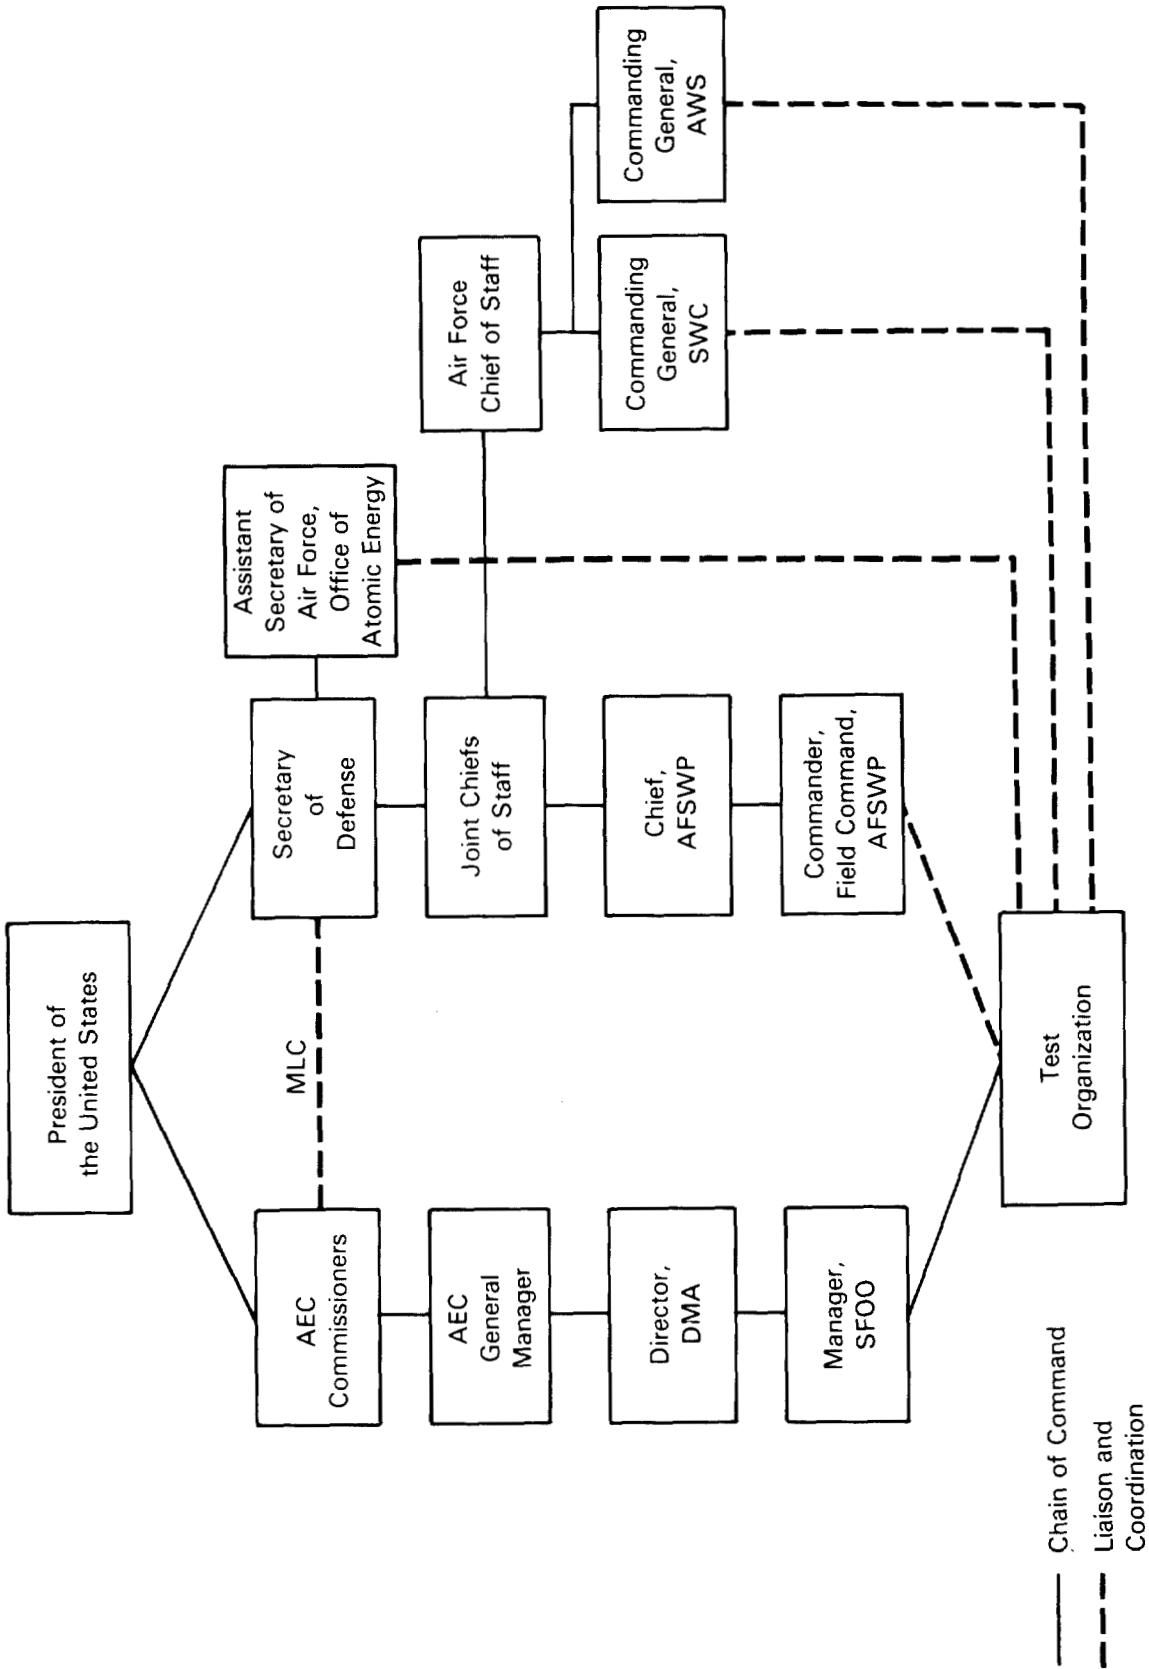 President of
the United States
MLC
AEC
Commissioners
Secretary
of
Defense
Assistant
Secretary of
Air Force,
Office of
Atomic Energy
AEC
General
Manager
Joint Chiefs
of Staff
Air Force
Chief of Staff
Director,
DMA
Chief,
AFSWP
Commanding
General,
SWC
Commanding
General,
AWS
Manager,
SFOO
Commander,
Field Command,
AFSWP
Test
Organization
Chain of Command
Liaison and
Coordination